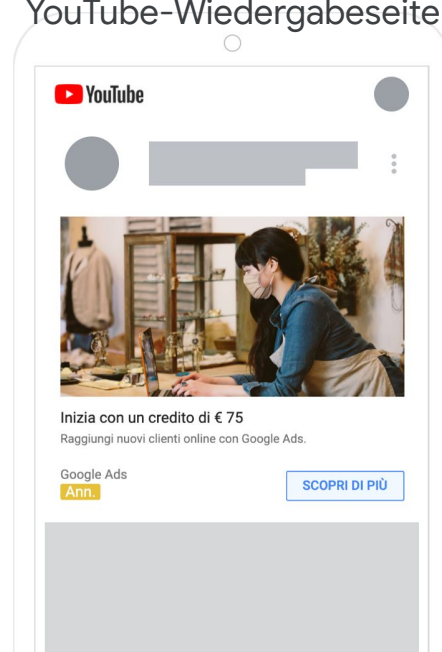 YouTube-Wiedergabeseite
YouTube
Inizia con un credito di € 75
Raggiungi nuovi clienti online con Google Ads.
Google Ads
Ann.
SCOPRI DI PIÙ